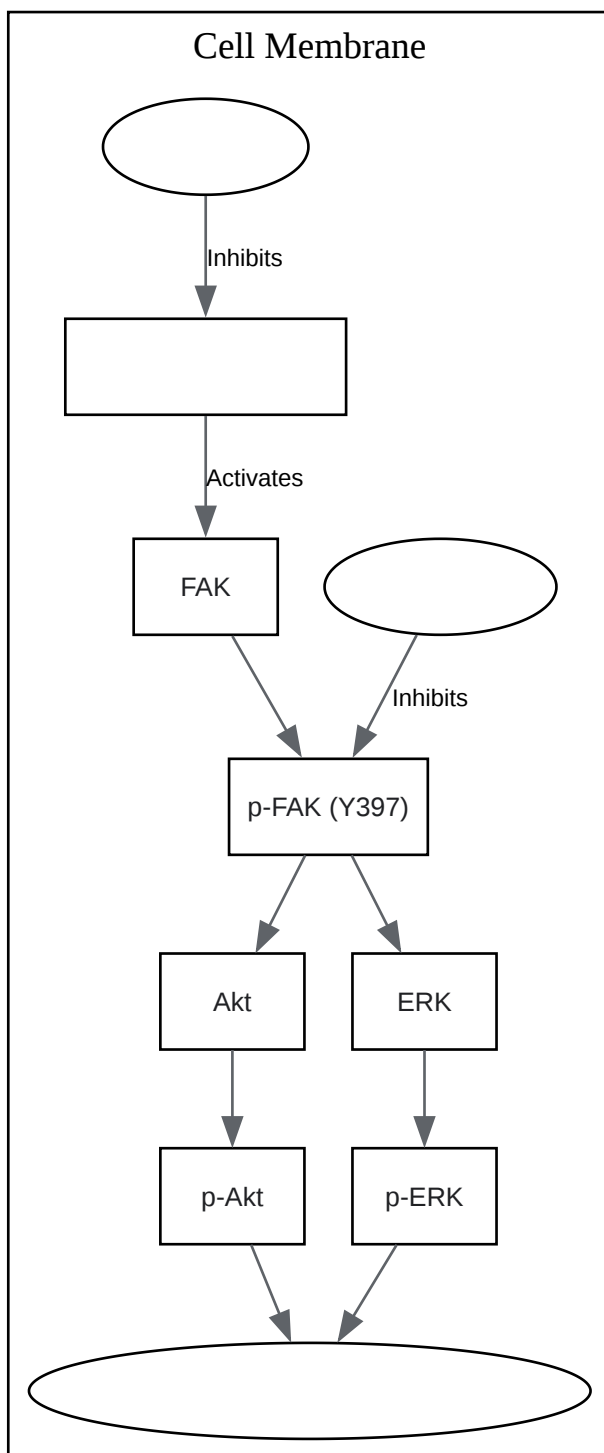 Cell Membrane
Inhibits
Activates
FAK
Inhibits
p-FAK (Y397)
Akt
ERK
p-Akt
p-ERK